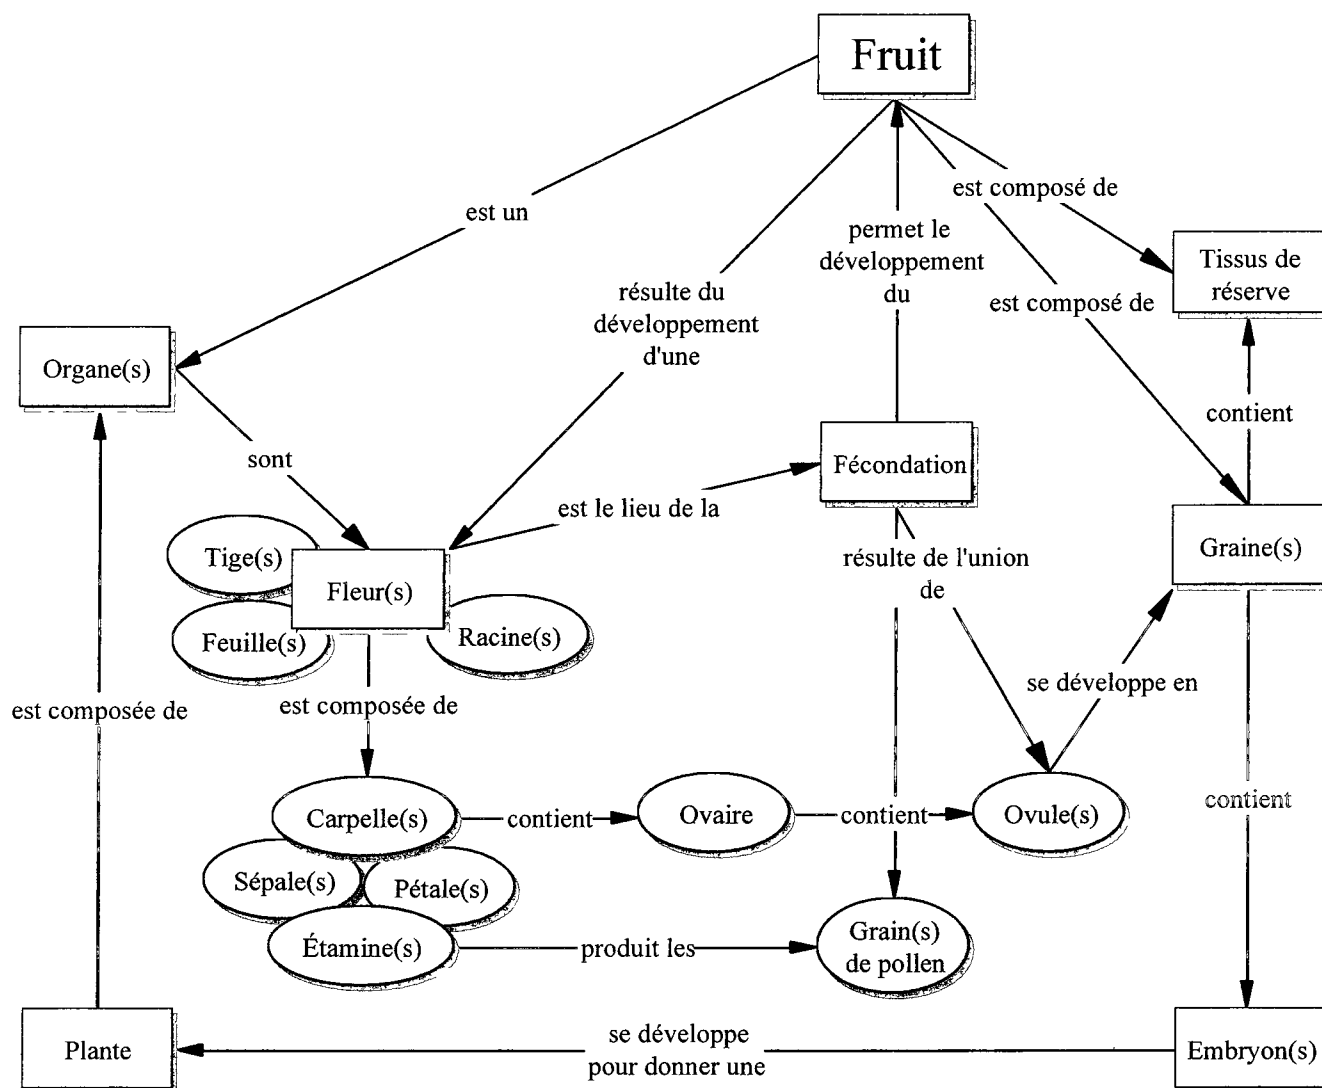 Fruit
est un
est composé de
permet le
développement
du
Tissus de
réserve
résulte du
développement
d'une
est composé de
Organe(s)
contient
sont
Fécondation
est le lieu de la
Tige(s)
Fleur(s)
résulte de l'union
de
Graine(s)
Feuille(s)
Racine(s)
se développe en
est composée de
est composée de
Carpelle(s)
contient
Ovaire
contient
Ovule(s)
contient
Sépale(s)
Pétale(s)
Étamine(s)
produit les
Grain(s)
de pollen
Plante
se développe
pour donner une
Embryon(s)